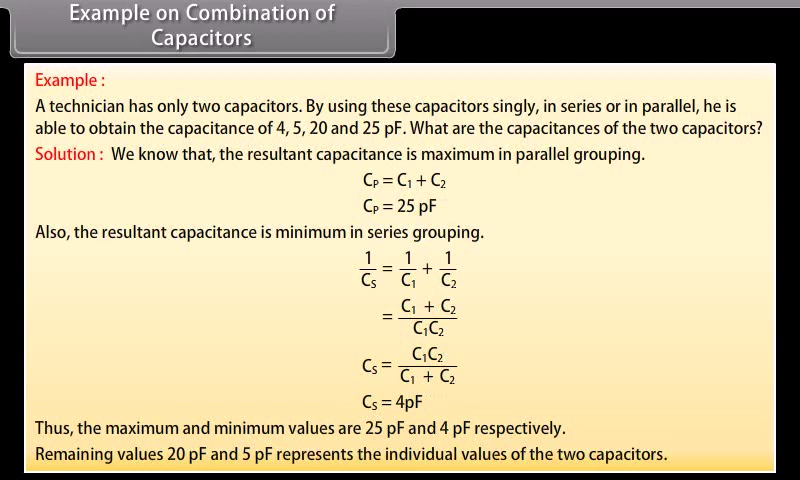 Example on Combination of
Capacitors
Example :
A technician has only two capacitors. By using these capacitors singly, in series or in parallel, he is
able to obtain the capacitance of 4, 5, 20 and 25 pF. What are the capacitances of the two capacitors?
Solution : We know that, the resultant capacitance is maximum in parallel grouping.
Cₚ = C₁ + C₂
Cₚ = 25 pF
Also, the resultant capacitance is minimum in series grouping.
1/Cₛ = 1/C₁ + 1/C₂
= (C₁ + C₂)/(C₁C₂)
Cₛ = (C₁C₂)/(C₁ + C₂)
Cₛ = 4pF
Thus, the maximum and minimum values are 25 pF and 4 pF respectively.
Remaining values 20 pF and 5 pF represents the individual values of the two capacitors.